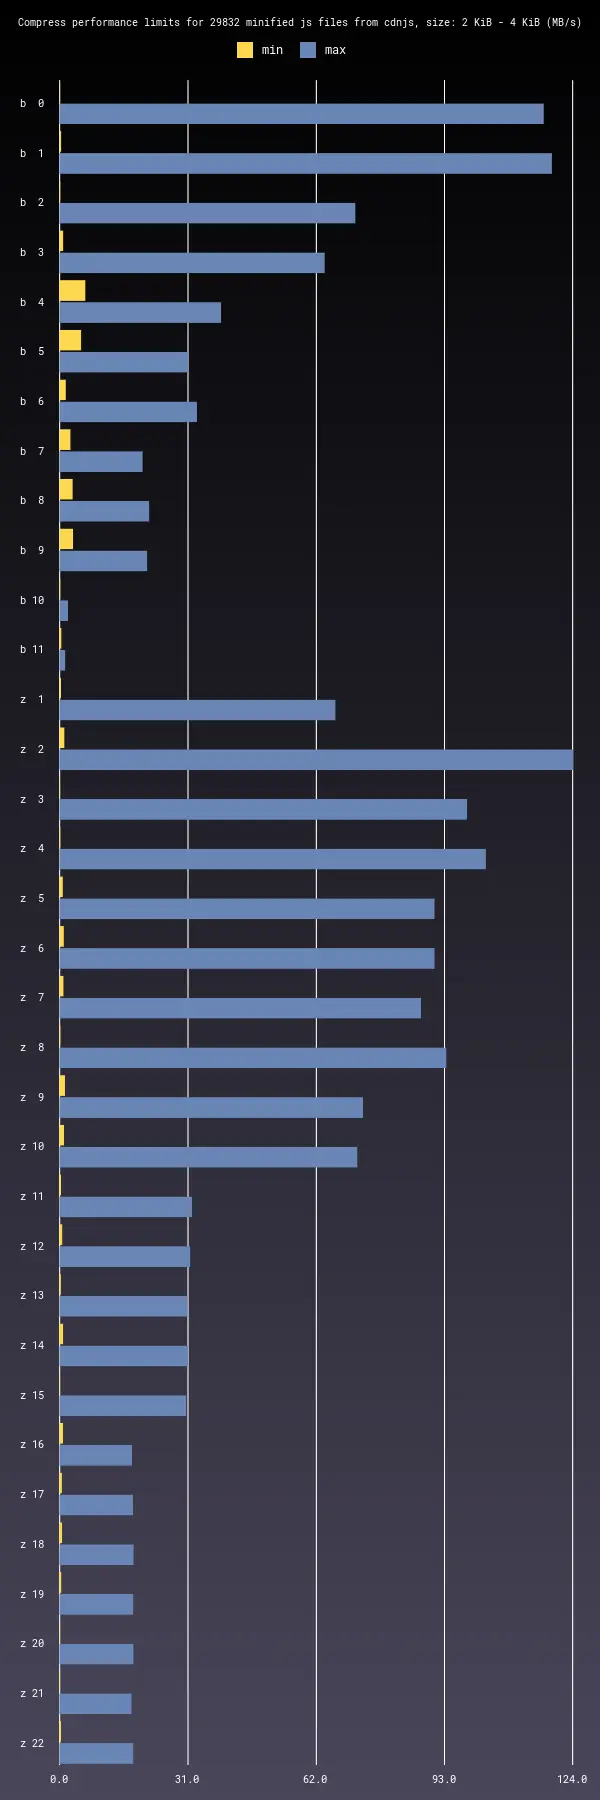 Compress performance limits for 29832 minified js files from cdnjs, size: 2 KiB - 4 KiB (MB/s)
min max
b 0
b 1
b 2
b 3
b 4
b 5
b 6
b 7
b 8
b 9
b 10
b 11
z 1
z 2
z 3
z 4
z 5
z 6
z 7
z 8
z 9
z 10
z 11
z 12
z 13
z 14
z 15
z 16
z 17
z 18
z 19
z 20
z 21
z 22
0.0 31.0 62.0 93.0 124.0